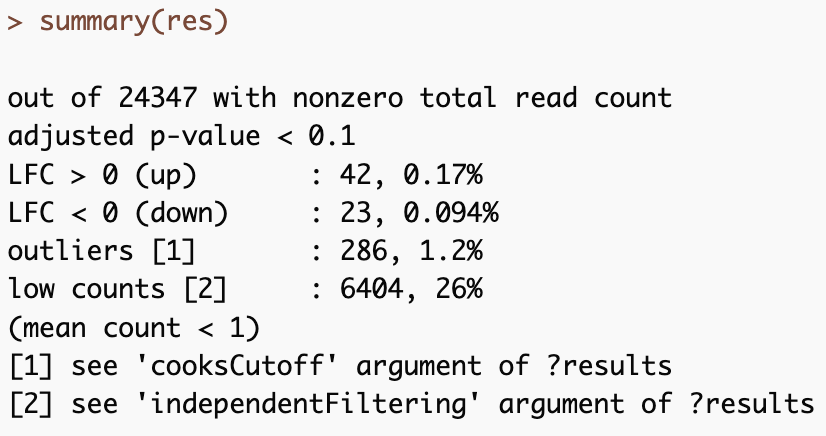 > summary(res)
out of 24347 with nonzero total read count
adjusted p-value < 0.1
LFC > 0 (up)       : 42, 0.17%
LFC < 0 (down)     : 23, 0.094%
outliers [1]       : 286, 1.2%
low counts [2]     : 6404, 26%
(mean count < 1)
[1] see 'cooksCutoff' argument of ?results
[2] see 'independentFiltering' argument of ?results